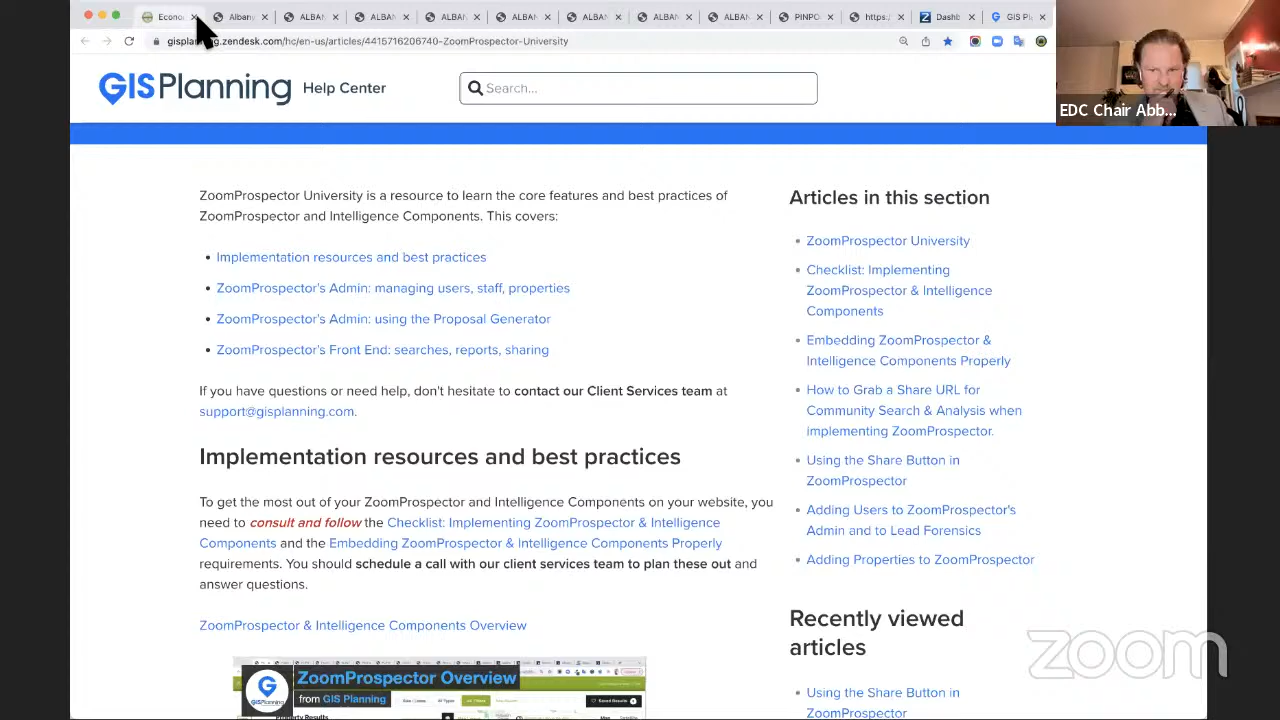 Econo
Albany
ALBAN
ALBAN
ALBAN
ALBAN
ALBAN
ALBAN
ALBAN
PINPO
https:/
Dashb
GIS Pl
gisplanning.zendesk.com/hc/en-us/articles/4415716206740-ZoomProspector-University
GISPlanning
Help Center
Search...
EDC Chair Abb...
ZoomProspector University is a resource to learn the core features and best practices of
ZoomProspector and Intelligence Components. This covers:
• Implementation resources and best practices
• ZoomProspector's Admin: managing users, staff, properties
• ZoomProspector's Admin: using the Proposal Generator
• ZoomProspector's Front End: searches, reports, sharing
If you have questions or need help, don't hesitate to contact our Client Services team at
support@gisplanning.com.
Implementation resources and best practices
To get the most out of your ZoomProspector and Intelligence Components on your website, you
need to consult and follow the Checklist: Implementing ZoomProspector & Intelligence
Components and the Embedding ZoomProspector & Intelligence Components Properly
requirements. You should schedule a call with our client services team to plan these out and
answer questions.
ZoomProspector & Intelligence Components Overview
ZoomProspector Overview
from GIS Planning
Articles in this section
• ZoomProspector University
• Checklist: Implementing
ZoomProspector & Intelligence
Components
• Embedding ZoomProspector &
Intelligence Components Properly
• How to Grab a Share URL for
Community Search & Analysis when
implementing ZoomProspector.
• Using the Share Button in
ZoomProspector
• Adding Users to ZoomProspector's
Admin and to Lead Forensics
• Adding Properties to ZoomProspector
Recently viewed
articles
• Using the Share Button in
ZoomProspector
zoom